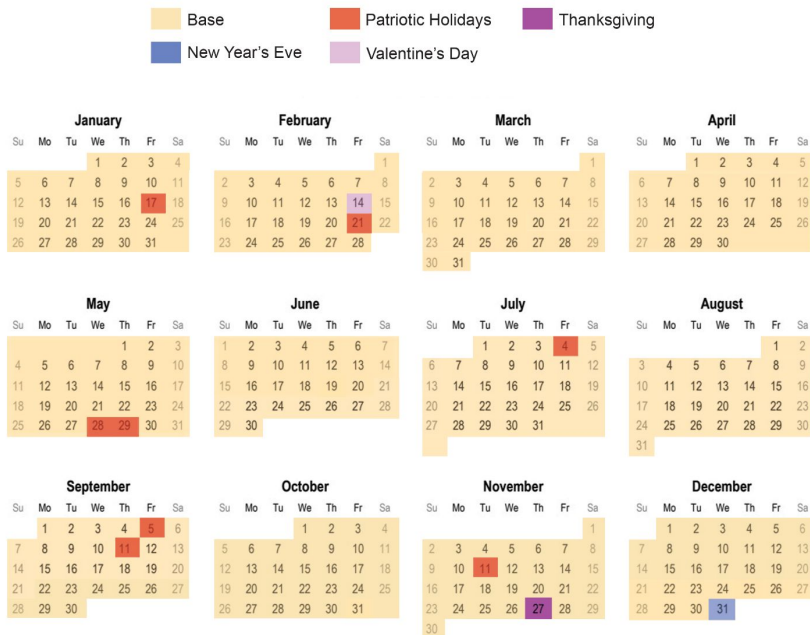 Base
Patriotic Holidays
Thanksgiving
New Year's Eve
Valentine's Day
January
Su Mo Tu We Th Fr Sa
1 2 3 4
5 6 7 8 9 10 11
12 13 14 15 16 17 18
19 20 21 22 23 24 25
26 27 28 29 30 31
February
Su Mo Tu We Th Fr Sa
1
2 3 4 5 6 7 8
9 10 11 12 13 14 15
16 17 18 19 20 21 22
23 24 25 26 27 28
March
Su Mo Tu We Th Fr Sa
1
2 3 4 5 6 7 8
9 10 11 12 13 14 15
16 17 18 19 20 21 22
23 24 25 26 27 28 29
30 31
April
Su Mo Tu We Th Fr Sa
1 2 3 4 5
6 7 8 9 10 11 12
13 14 15 16 17 18 19
20 21 22 23 24 25 26
27 28 29 30
May
Su Mo Tu We Th Fr Sa
1 2 3
4 5 6 7 8 9 10
11 12 13 14 15 16 17
18 19 20 21 22 23 24
25 26 27 28 29 30 31
June
Su Mo Tu We Th Fr Sa
1 2 3 4 5 6 7
8 9 10 11 12 13 14
15 16 17 18 19 20 21
22 23 24 25 26 27 28
29 30
July
Su Mo Tu We Th Fr Sa
1 2 3 4 5
6 7 8 9 10 11 12
13 14 15 16 17 18 19
20 21 22 23 24 25 26
27 28 29 30 31
August
Su Mo Tu We Th Fr Sa
1 2
3 4 5 6 7 8 9
10 11 12 13 14 15 16
17 18 19 20 21 22 23
24 25 26 27 28 29 30
31
September
Su Mo Tu We Th Fr Sa
1 2 3 4 5 6
7 8 9 10 11 12 13
14 15 16 17 18 19 20
21 22 23 24 25 26 27
28 29 30
October
Su Mo Tu We Th Fr Sa
1 2 3 4
5 6 7 8 9 10 11
12 13 14 15 16 17 18
19 20 21 22 23 24 25
26 27 28 29 30 31
November
Su Mo Tu We Th Fr Sa
1
2 3 4 5 6 7 8
9 10 11 12 13 14 15
16 17 18 19 20 21 22
23 24 25 26 27 28 29
30
December
Su Mo Tu We Th Fr Sa
1 2 3 4 5 6
7 8 9 10 11 12 13
14 15 16 17 18 19 20
21 22 23 24 25 26 27
28 29 30 31